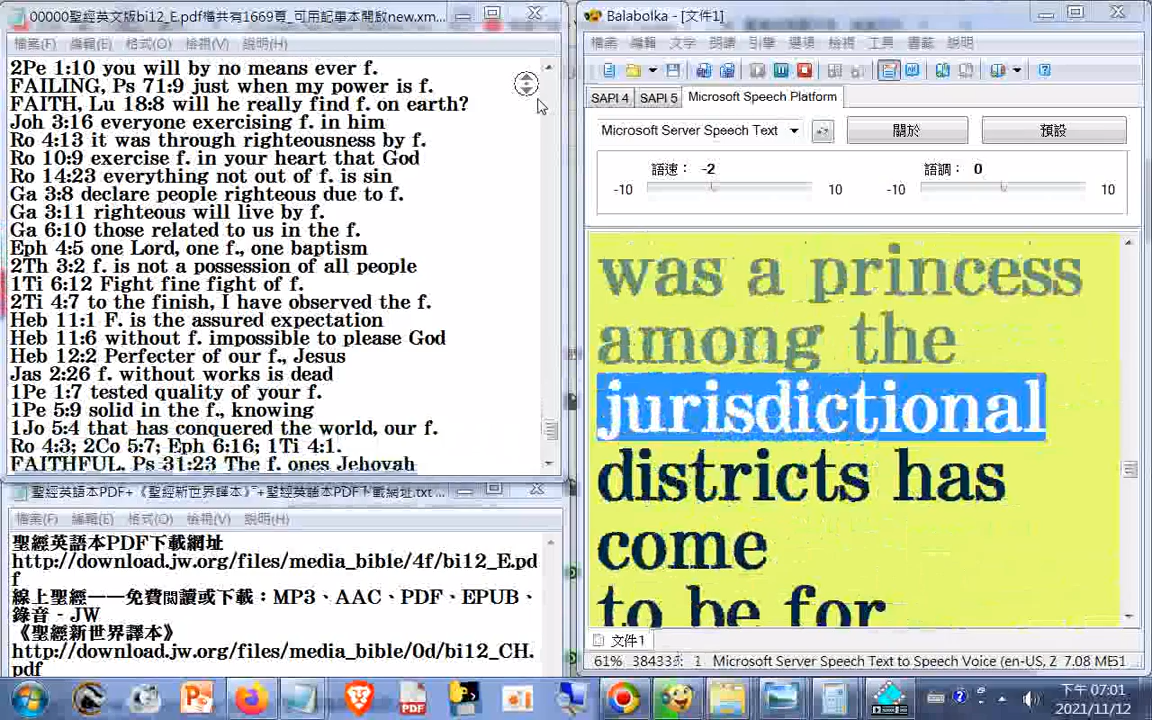 00000聖經英文版bi12_E.pdf檔共有1669頁_可用記事本開啟new.xm...
檔案(F) 編輯(E) 格式(O) 檢視(V) 說明(H)
2Pe 1:10 you will by no means ever f.
FAILING, Ps 71:9 just when my power is f.
FAITH, Lu 18:8 will he really find f. on earth?
Joh 3:16 everyone exercising f. in him
Ro 4:13 it was through righteousness by f.
Ro 10:9 exercise f. in your heart that God
Ro 14:23 everything not out of f. is sin
Ga 3:8 declare people righteous due to f.
Ga 3:11 righteous will live by f.
Ga 6:10 those related to us in the f.
Eph 4:5 one Lord, one f., one baptism
2Th 3:2 f. is not a possession of all people
1Ti 6:12 Fight fine fight of f.
2Ti 4:7 to the finish, I have observed the f.
Heb 11:1 F. is the assured expectation
Heb 11:6 without f. impossible to please God
Heb 12:2 Perfecter of our f., Jesus
Jas 2:26 f. without works is dead
1Pe 1:7 tested quality of your f.
1Pe 5:9 solid in the f., knowing
1Jo 5:4 that has conquered the world, our f.
Ro 4:3; 2Co 5:7; Eph 6:16; 1Ti 4:1.
FAITHFUL, Ps 31:23 The f. ones Jehovah
聖經英語本PDF+《聖經新世界譯本》+聖經英語本PDF下載網址.txt ...
檔案(F) 編輯(E) 格式(O) 檢視(V) 說明(H)
聖經英語本PDF下載網址
http://download.jw.org/files/media_bible/4f/bi12_E.pd
f
線上聖經——免費閱讀或下載：MP3、AAC、PDF、EPUB、
錄音 - JW
《聖經新世界譯本》
http://download.jw.org/files/media_bible/0d/bi12_CH.
pdf
Balabolka - [文件1]
檔案 編輯 文字 朗讀 引擎 選項 檢視 工具 書籤 說明
SAPI 4 SAPI 5 Microsoft Speech Platform
Microsoft Server Speech Text 關於 預設
語速： -2 語調： 0
-10 10 -10 10
was a princess
among the
jurisdictional
districts has
come
to be for
文件1
61% 38433 1 Microsoft Server Speech Text to Speech Voice (en-US, Z 7.08 ME51
下午 07:01
2021/11/12